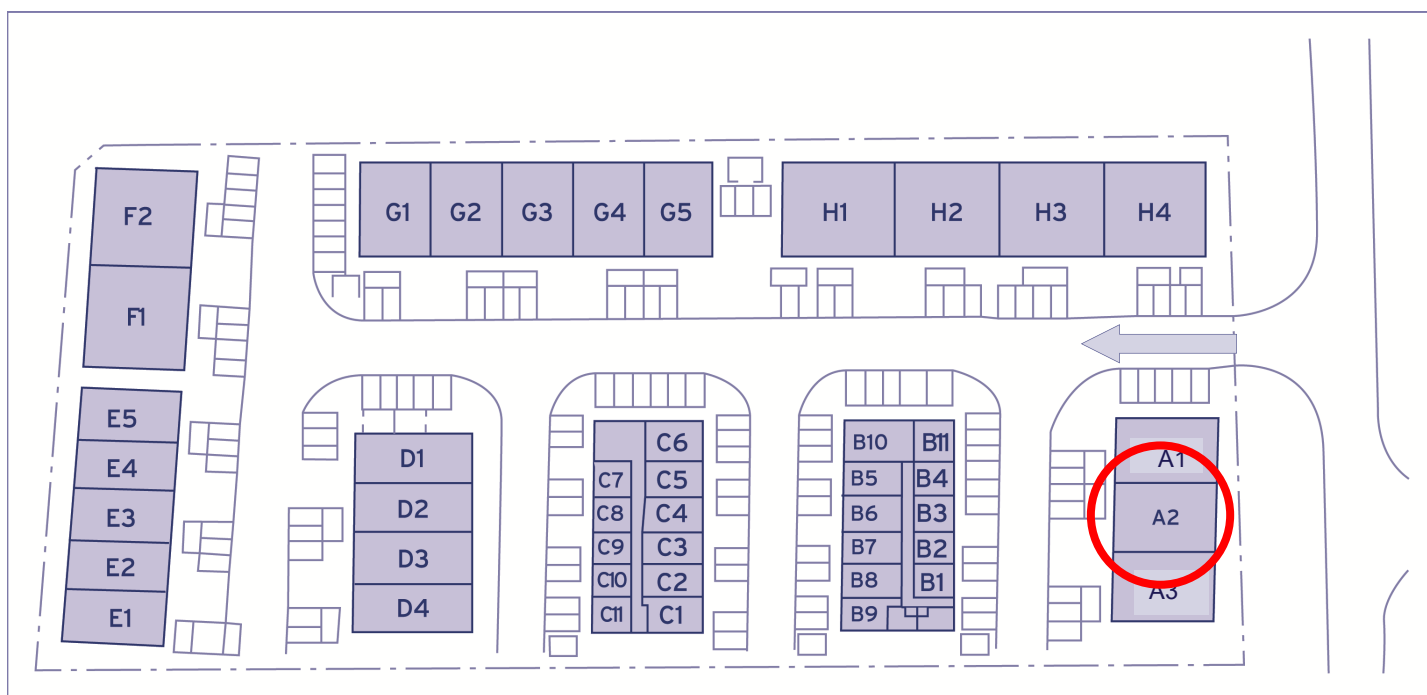 F2
F1
E5
E4
E3
E2
E1
G1 G2 G3 G4 G5
H1 H2 H3 H4
D1
D2
D3
D4
C6
C7 C5
C8 C4
C9 C3
C10 C2
C11 C1
B10 B11
B5 B4
B6 B3
B7 B2
B8 B1
B9
A1
A2
A3